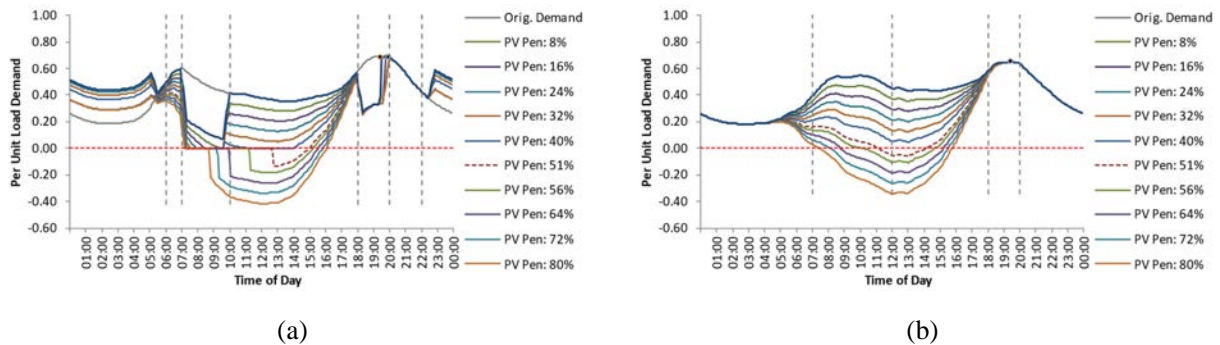 1.00
0.80
0.60
0.40
0.20
0.00
-0.20
-0.40
-0.60
Per Unit Load Demand
01:00
02:00
03:00
04:00
05:00
06:00
07:00
08:00
09:00
10:00
11:00
12:00
13:00
14:00
15:00
16:00
17:00
18:00
19:00
20:00
21:00
22:00
23:00
00:00
Time of Day
Orig. Demand
PV Pen: 8%
PV Pen: 16%
PV Pen: 24%
PV Pen: 32%
PV Pen: 40%
PV Pen: 51%
PV Pen: 56%
PV Pen: 64%
PV Pen: 72%
PV Pen: 80%
(a)
1.00
0.80
0.60
0.40
0.20
0.00
-0.20
-0.40
-0.60
Per Unit Load Demand
01:00
02:00
03:00
04:00
05:00
06:00
07:00
08:00
09:00
10:00
11:00
12:00
13:00
14:00
15:00
16:00
17:00
18:00
19:00
20:00
21:00
22:00
23:00
00:00
Time of Day
Orig. Demand
PV Pen: 8%
PV Pen: 16%
PV Pen: 24%
PV Pen: 32%
PV Pen: 40%
PV Pen: 51%
PV Pen: 56%
PV Pen: 64%
PV Pen: 72%
PV Pen: 80%
(b)